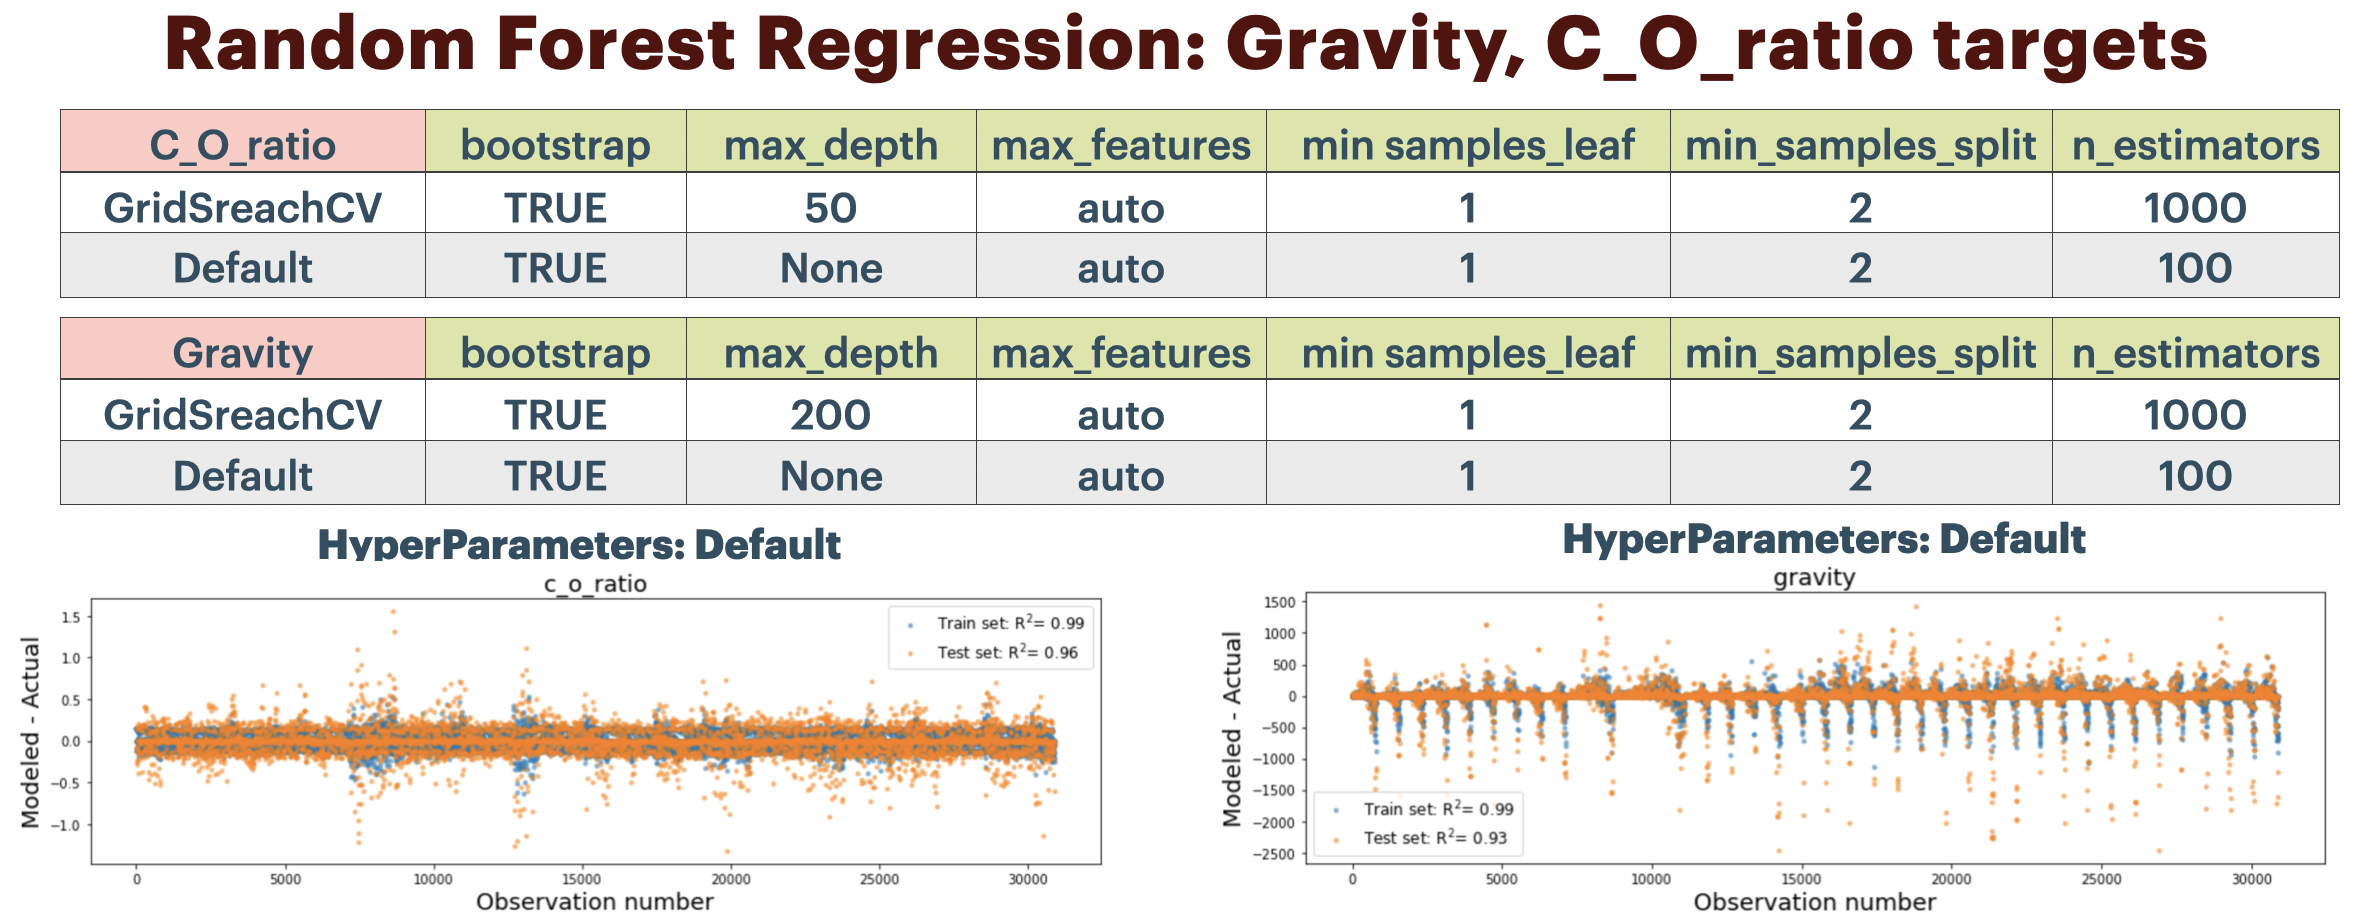 Random Forest Regression: Gravity, C_O_ratio targets
C_O_ratio bootstrap max_depth max_features min samples_leaf min_samples_split n_estimators
GridSreachCV TRUE 50 auto 1 2 1000
Default TRUE None auto 1 2 100
Gravity bootstrap max_depth max_features min samples_leaf min_samples_split n_estimators
GridSreachCV TRUE 200 auto 1 2 1000
Default TRUE None auto 1 2 100
HyperParameters: Default
c_o_ratio
Modeled - Actual
1.5
1.0
0.5
0.0
−0.5
−1.0
Train set: R²= 0.99
Test set: R²= 0.96
0 5000 10000 15000 20000 25000 30000
Observation number
HyperParameters: Default
gravity
Modeled - Actual
1500
1000
500
0
−500
−1000
−1500
−2000
−2500
Train set: R²= 0.99
Test set: R²= 0.93
0 5000 10000 15000 20000 25000 30000
Observation number